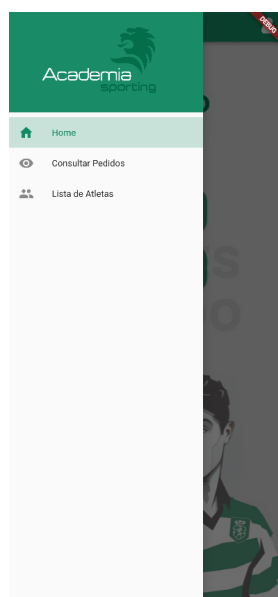 DEBUG
Academia
sporting
Home
Consultar Pedidos
Lista de Atletas